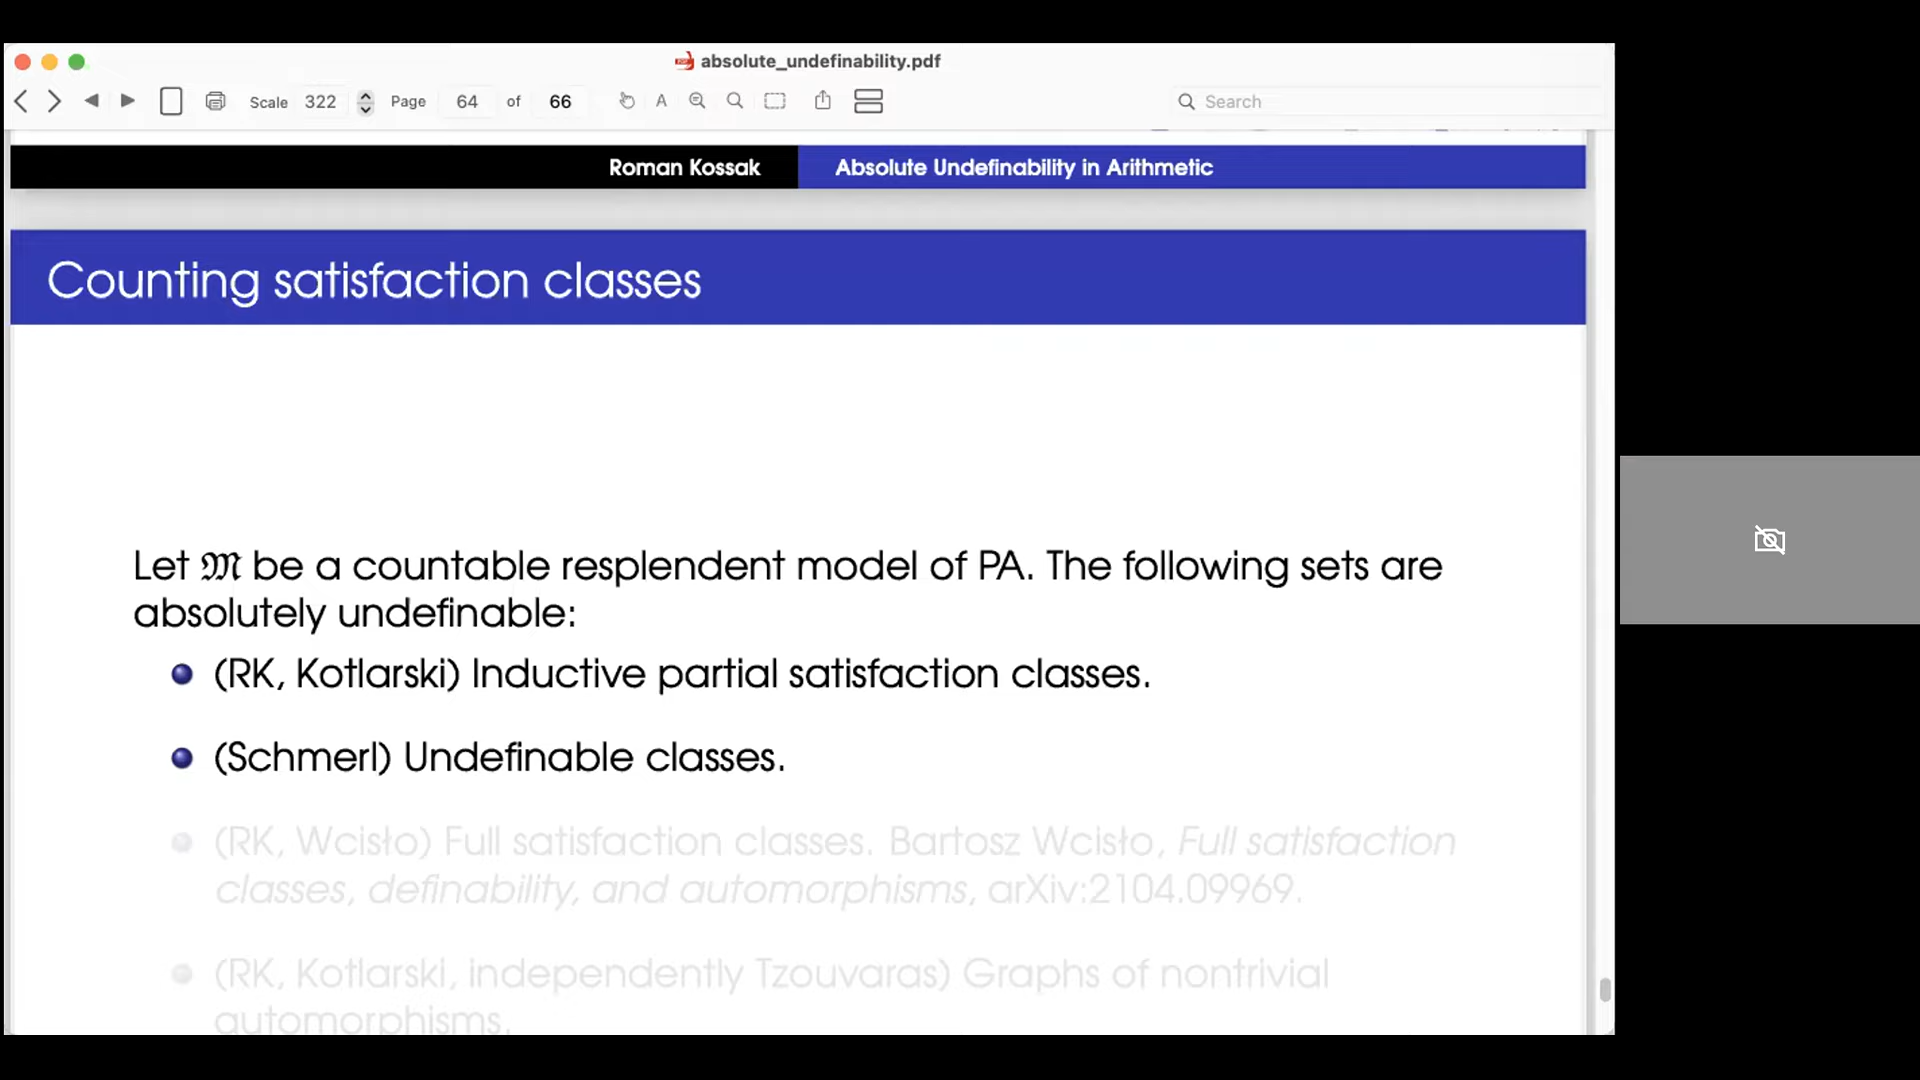 absolute_undefinability.pdf
Scale 322 Page 64 of 66 A Search
Roman Kossak Absolute Undefinability in Arithmetic
Counting satisfaction classes
Let 𝔐 be a countable resplendent model of PA. The following sets are
absolutely undefinable:
(RK, Kotlarski) Inductive partial satisfaction classes.
(Schmerl) Undefinable classes.
(RK, Wcisło) Full satisfaction classes. Bartosz Wcisło, Full satisfaction
classes, definability, and automorphisms, arXiv:2104.09969.
(RK, Kotlarski, independently Tzouvaras) Graphs of nontrivial
automorphisms.